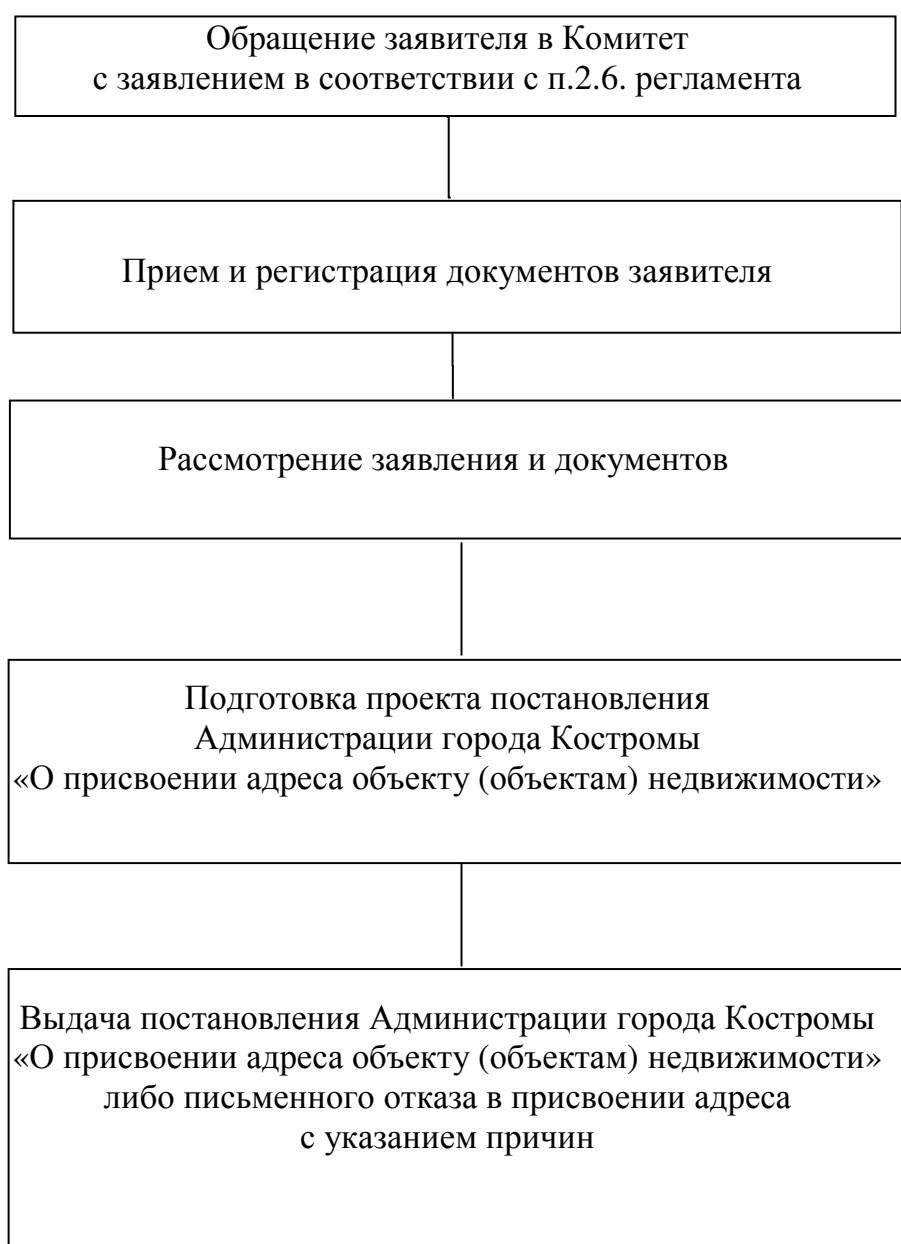 Обращение заявителя в Комитет
с заявлением в соответствии с п.2.6. регламента
Прием и регистрация документов заявителя
Рассмотрение заявления и документов
Подготовка проекта постановления
Администрации города Костромы
«О присвоении адреса объекту (объектам) недвижимости»
Выдача постановления Администрации города Костромы
«О присвоении адреса объекту (объектам) недвижимости»
либо письменного отказа в присвоении адреса
с указанием причин